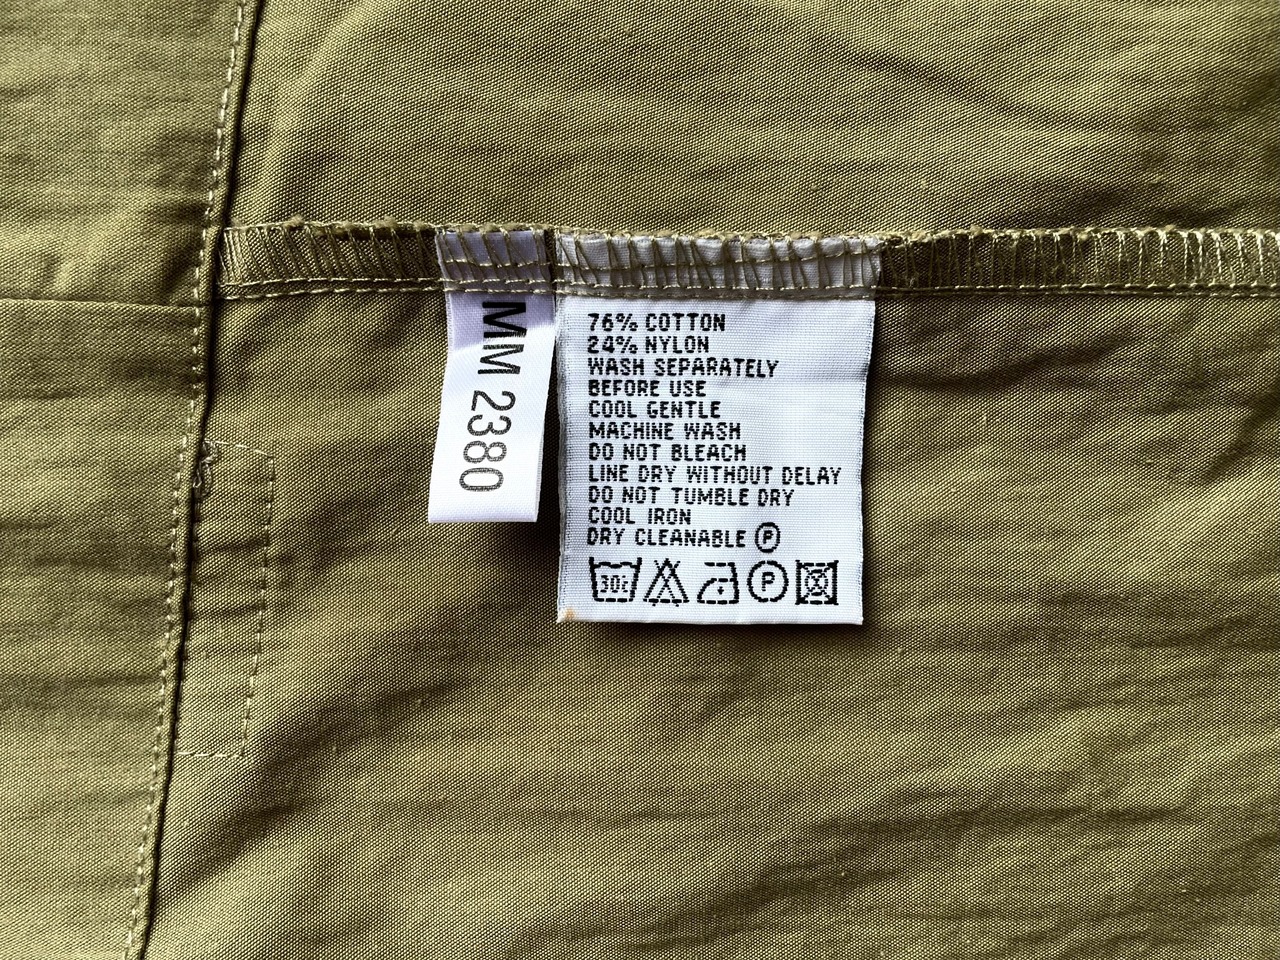 MM 2380
76% COTTON
24% NYLON
WASH SEPARATELY
BEFORE USE
COOL GENTLE
MACHINE WASH
DO NOT BLEACH
LINE DRY WITHOUT DELAY
DO NOT TUMBLE DRY
COOL IRON
DRY CLEANABLE Ⓟ
30c P